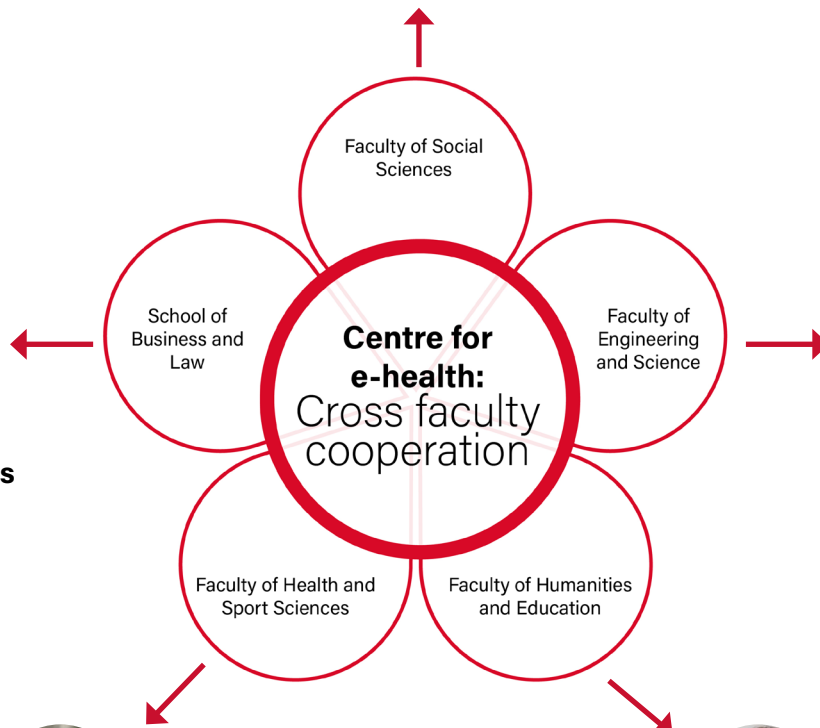 Faculty of Social
Sciences
School of
Business and
Law
Faculty of
Engineering
and Science
Centre for
e-health:
Cross faculty
cooperation
s
Faculty of Health and
Sport Sciences
Faculty of Humanities
and Education